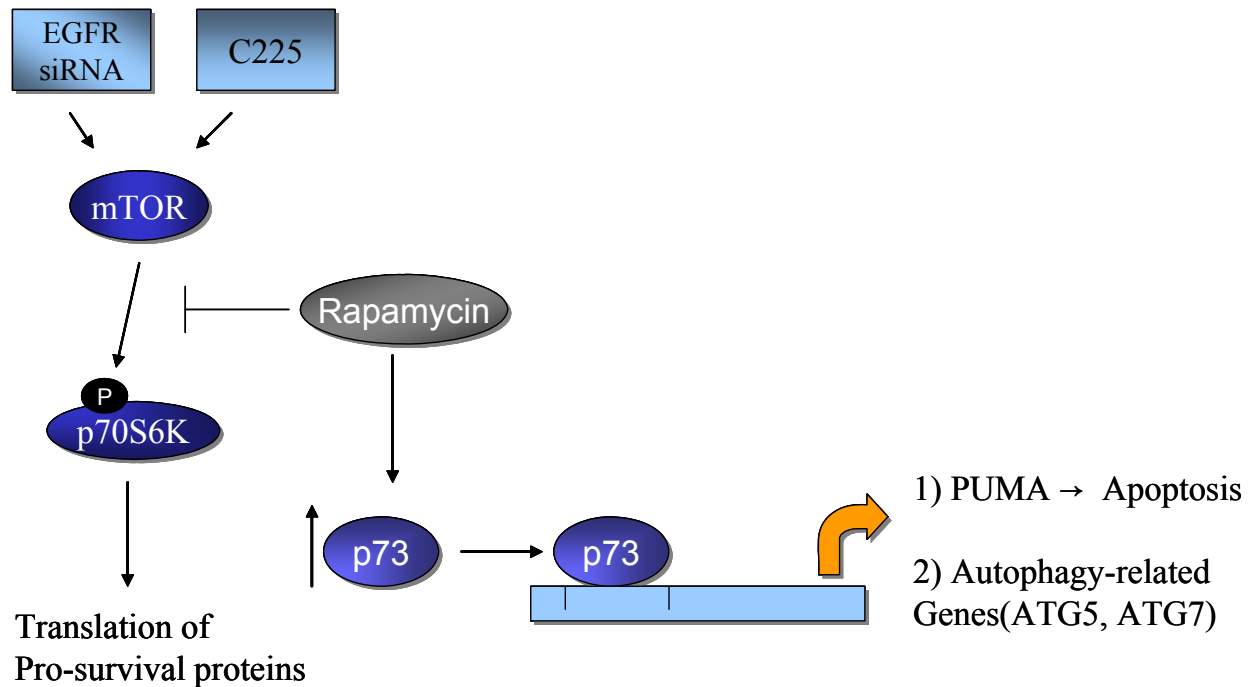 EGFR
siRNA
C225
mTOR
Rapamycin
P
p70S6K
p73
p73
1) PUMA → Apoptosis
2) Autophagy-related
Genes(ATG5, ATG7)
Translation of
Pro-survival proteins